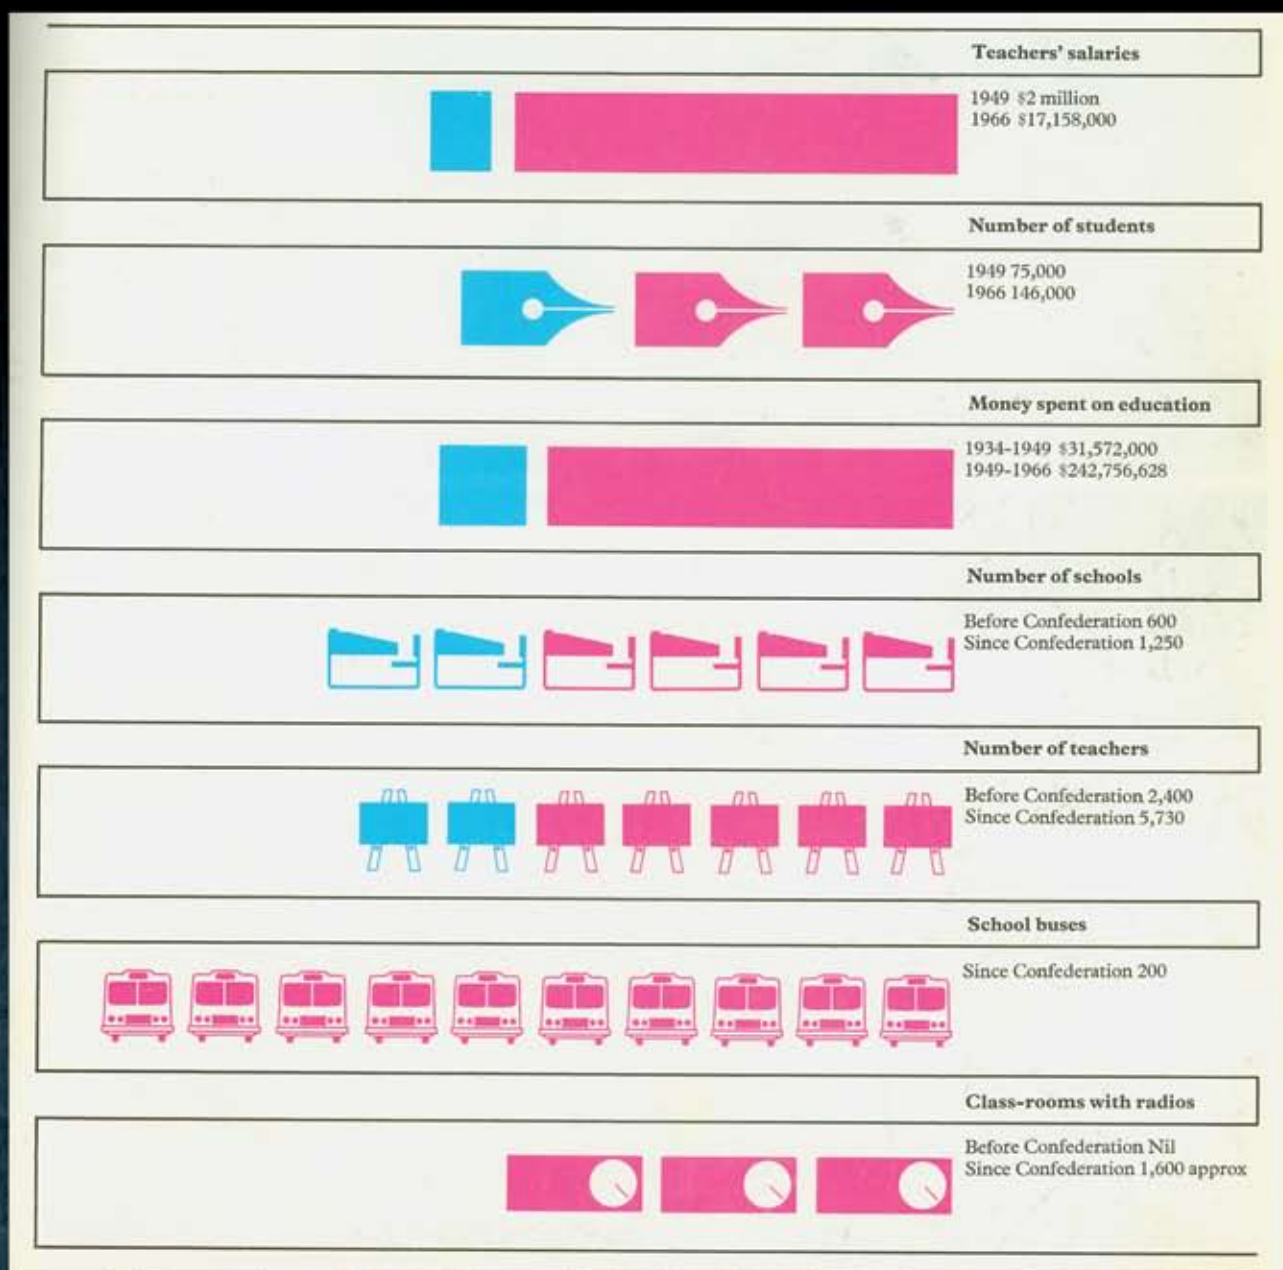 Teachers' salaries
1949 $2 million
1966 $17,158,000
Number of students
1949 75,000
1966 146,000
Money spent on education
1934-1949 $31,572,000
1949-1966 $242,756,628
Number of schools
Before Confederation 600
Since Confederation 1,250
Number of teachers
Before Confederation 2,400
Since Confederation 5,730
School buses
Since Confederation 200
Class-rooms with radios
Before Confederation Nil
Since Confederation 1,600 approx